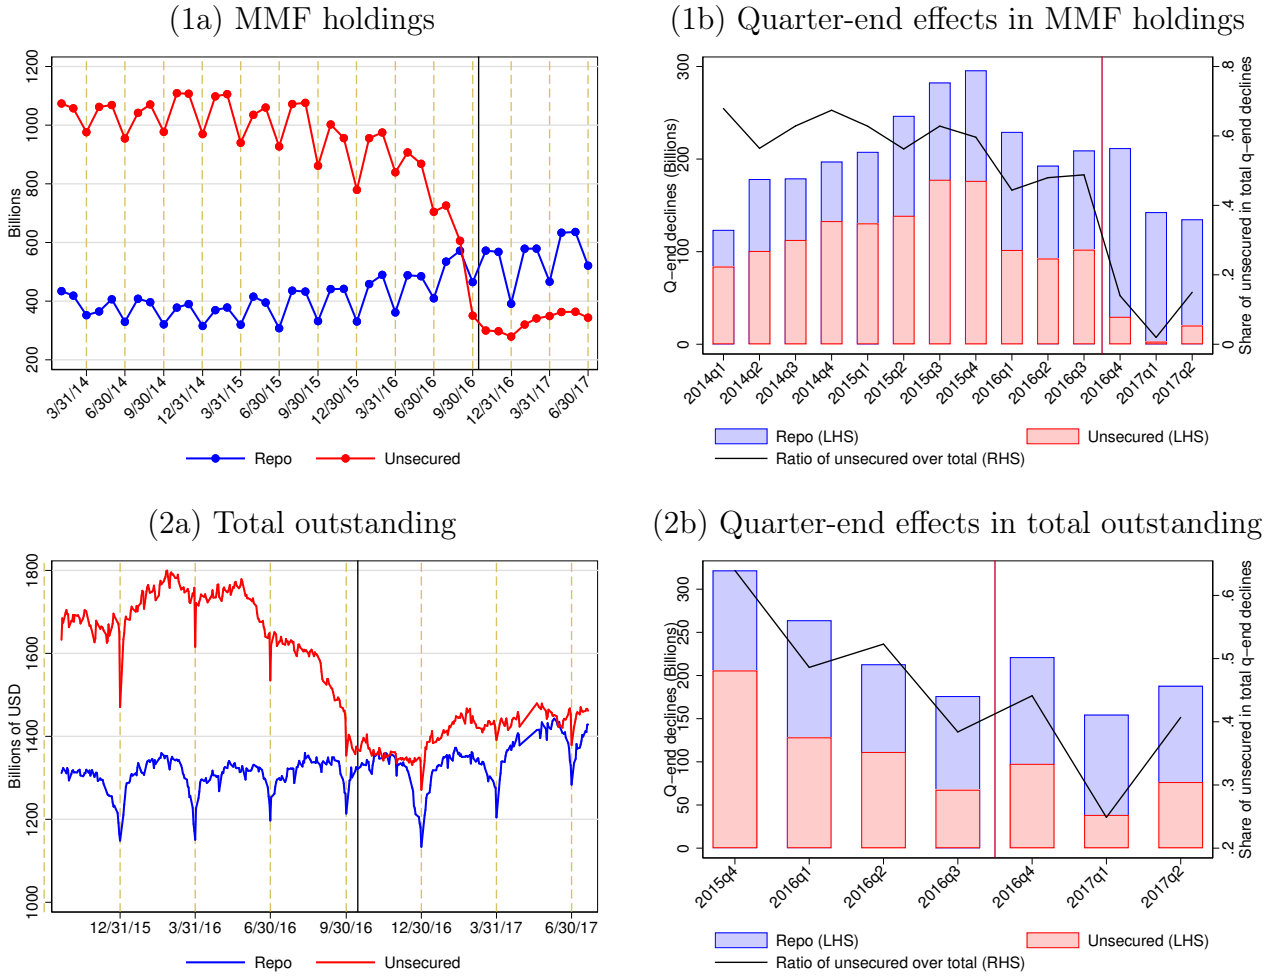 (1a) MMF holdings
Billions
1200
1000
800
600
400
200
3/31/14
6/30/14
9/30/14
12/31/14
3/31/15
6/30/15
9/30/15
12/30/15
3/31/16
6/30/16
9/30/16
12/31/16
3/31/17
6/30/17
Repo
Unsecured
(1b) Quarter-end effects in MMF holdings
Q−end declines (Billions)
300
200
100
0
Share of unsecured in total q−end declines
.8
.6
.4
.2
0
2014q1
2014q2
2014q3
2014q4
2015q1
2015q2
2015q3
2015q4
2016q1
2016q2
2016q3
2016q4
2017q1
2017q2
Repo (LHS)
Unsecured (LHS)
Ratio of unsecured over total (RHS)
(2a) Total outstanding
Billions of USD
1800
1600
1400
1200
1000
12/31/15
3/31/16
6/30/16
9/30/16
12/30/16
3/31/17
6/30/17
Repo
Unsecured
(2b) Quarter-end effects in total outstanding
Q−end declines (Billions)
300
250
200
150
100
50
0
Share of unsecured in total q−end declines
.6
.5
.4
.3
.2
2015q4
2016q1
2016q2
2016q3
2016q4
2017q1
2017q2
Repo (LHS)
Unsecured (LHS)
Ratio of unsecured over total (RHS)